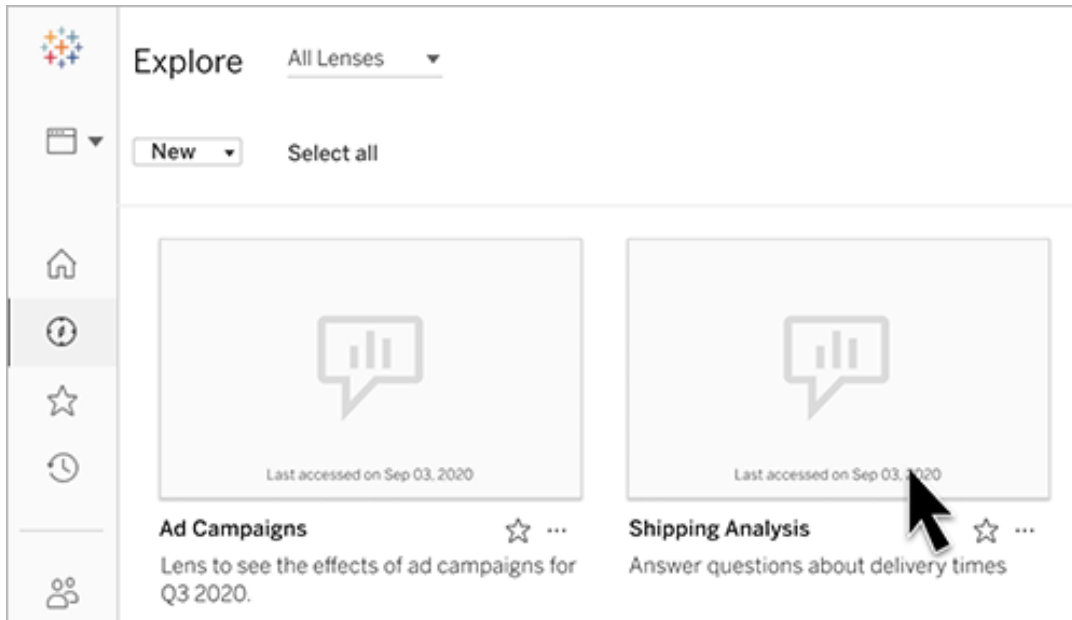 Explore
All Lenses
New
Select all
Last accessed on Sep 03, 2020
Last accessed on Sep 03, 2020
Ad Campaigns
Lens to see the effects of ad campaigns for
Q3 2020.
Shipping Analysis
Answer questions about delivery times